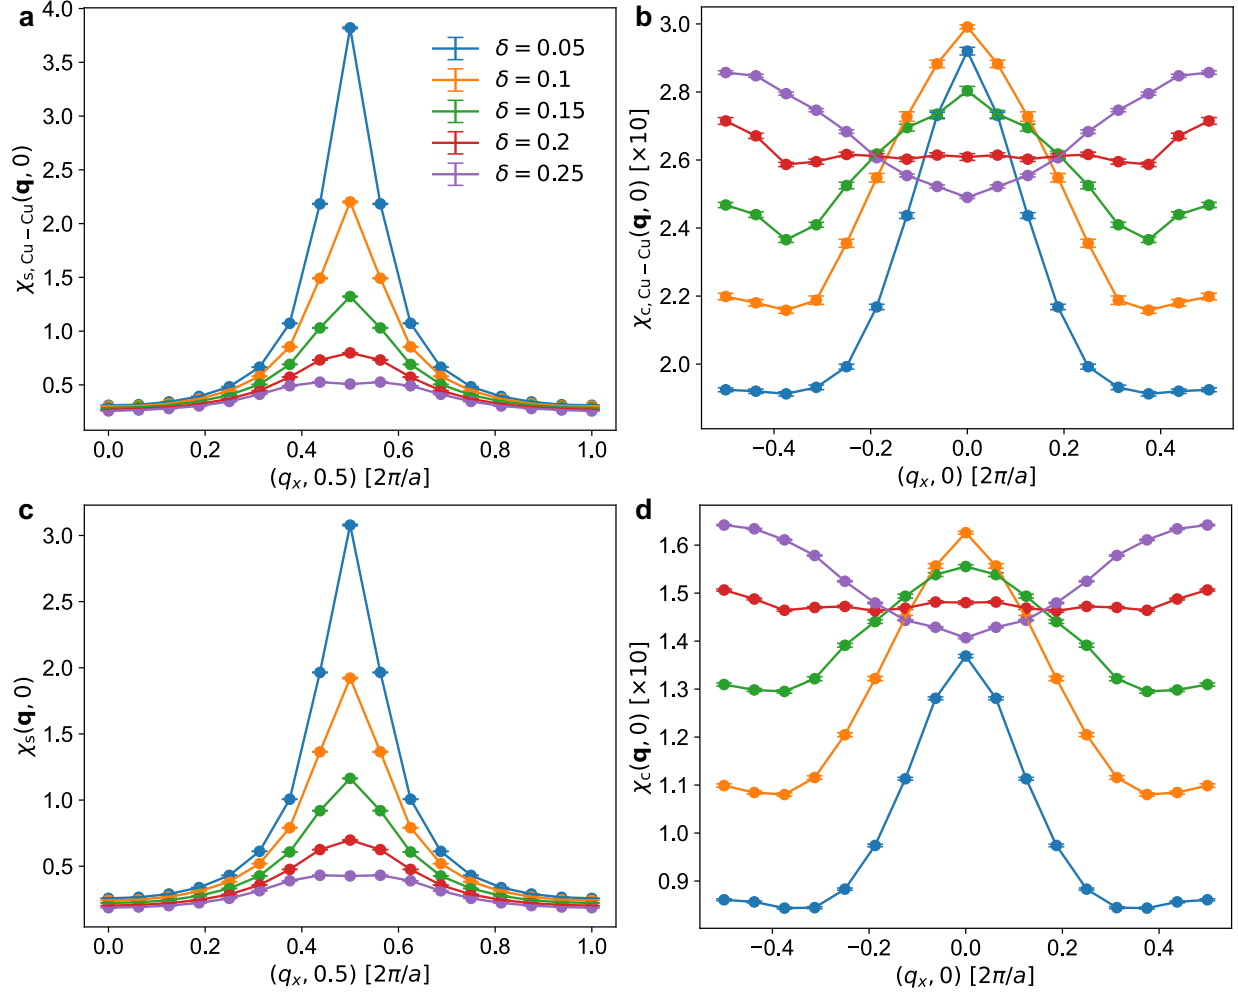 a
4.0
3.5
3.0
2.5
2.0
1.5
1.0
0.5
χs,Cu−Cu(q, 0)
δ = 0.05
δ = 0.1
δ = 0.15
δ = 0.2
δ = 0.25
0.0 0.2 0.4 0.6 0.8 1.0
(qx, 0.5) [2π/a]
b
3.0
2.8
2.6
2.4
2.2
2.0
χc,Cu−Cu(q, 0) [×10]
−0.4 −0.2 0.0 0.2 0.4
(qx, 0) [2π/a]
c
3.0
2.5
2.0
1.5
1.0
0.5
χs(q, 0)
0.0 0.2 0.4 0.6 0.8 1.0
(qx, 0.5) [2π/a]
d
1.6
1.5
1.4
1.3
1.2
1.1
1.0
0.9
χc(q, 0) [×10]
−0.4 −0.2 0.0 0.2 0.4
(qx, 0) [2π/a]